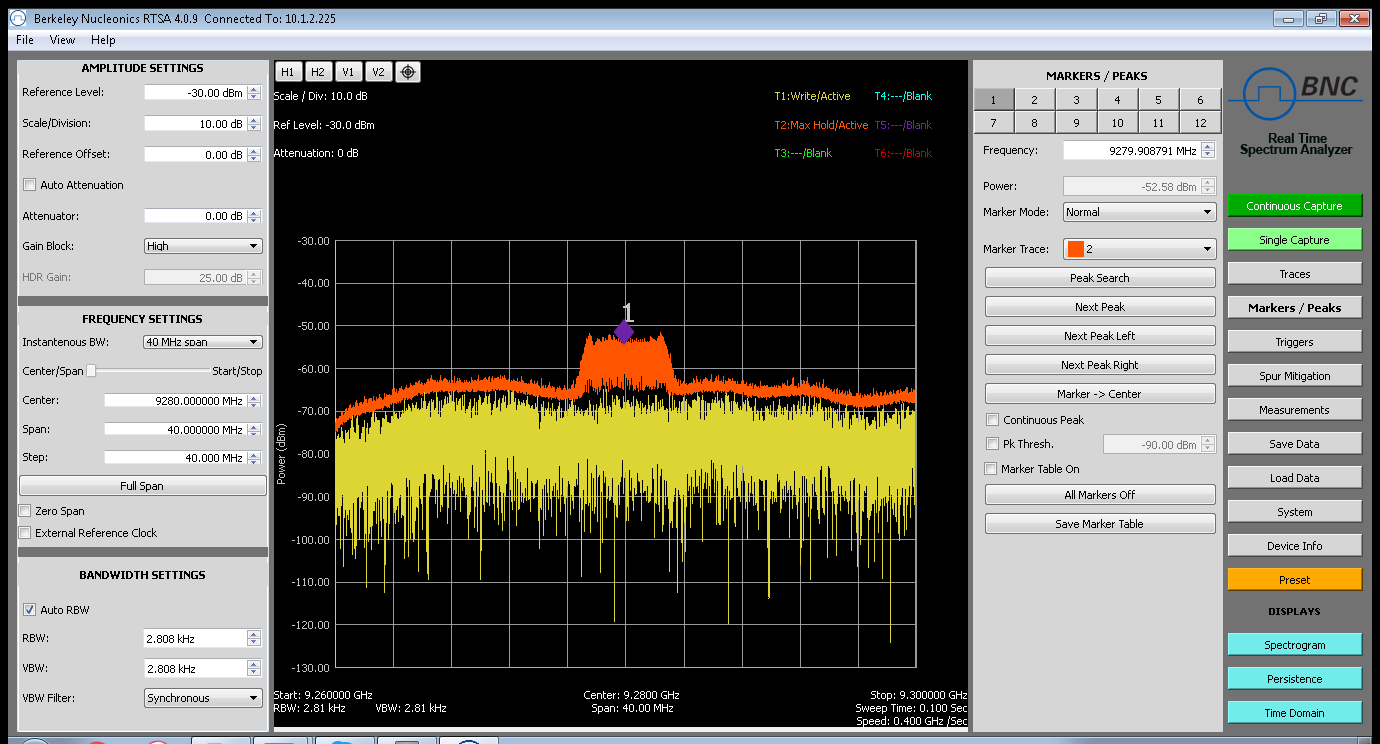 Berkeley Nucleonics RTSA 4.0.9 Connected To: 10.1.2.225
File View Help
AMPLITUDE SETTINGS
Reference Level: -30.00 dBm
Scale/Division: 10.00 dB
Reference Offset: 0.00 dB
Auto Attenuation
Attenuator: 0.00 dB
Gain Block: High
HDR Gain: 25.00 dB
FREQUENCY SETTINGS
Instantenous BW: 40 MHz span
Center/Span Start/Stop
Center: 9280.000000 MHz
Span: 40.000000 MHz
Step: 40.000 MHz
Full Span
Zero Span
External Reference Clock
BANDWIDTH SETTINGS
Auto RBW
RBW: 2.808 kHz
VBW: 2.808 kHz
VBW Filter: Synchronous
H1 H2 V1 V2
Scale / Div: 10.0 dB
Ref Level: -30.0 dBm
Attenuation: 0 dB
T1:Write/Active T4:---/Blank
T2:Max Hold/Active T5:---/Blank
T3:---/Blank T6:---/Blank
-30.00
-40.00
-50.00
-60.00
-70.00
-80.00
-90.00
-100.00
-110.00
-120.00
-130.00
Power (dBm)
1
Start: 9.260000 GHz Center: 9.2800 GHz Stop: 9.300000 GHz
RBW: 2.81 kHz VBW: 2.81 kHz Span: 40.00 MHz Sweep Time: 0.100 Sec
Speed: 0.400 GHz /Sec
MARKERS / PEAKS
1 2 3 4 5 6
7 8 9 10 11 12
Frequency: 9279.908791 MHz
Power: -52.58 dBm
Marker Mode: Normal
Marker Trace: 2
Peak Search
Next Peak
Next Peak Left
Next Peak Right
Marker -> Center
Continuous Peak
Pk Thresh. -90.00 dBm
Marker Table On
All Markers Off
Save Marker Table
BNC
Real Time
Spectrum Analyzer
Continuous Capture
Single Capture
Traces
Markers / Peaks
Triggers
Spur Mitigation
Measurements
Save Data
Load Data
System
Device Info
Preset
DISPLAYS
Spectrogram
Persistence
Time Domain